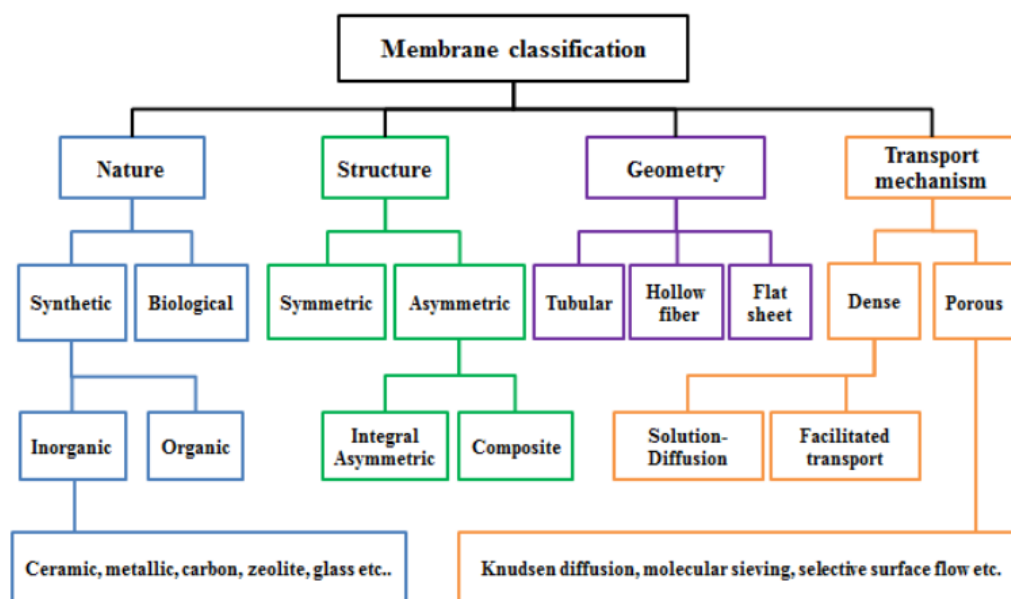 Membrane classification
Nature
Structure
Geometry
Transport
mechanism
Synthetic
Biological
Symmetric
Asymmetric
Tubular
Hollow
fiber
Flat
sheet
Dense
Porous
Inorganic
Organic
Integral
Asymmetric
Composite
Solution-
Diffusion
Facilitated
transport
Ceramic, metallic, carbon, zeolite, glass etc..
Knudsen diffusion, molecular sieving, selective surface flow etc.